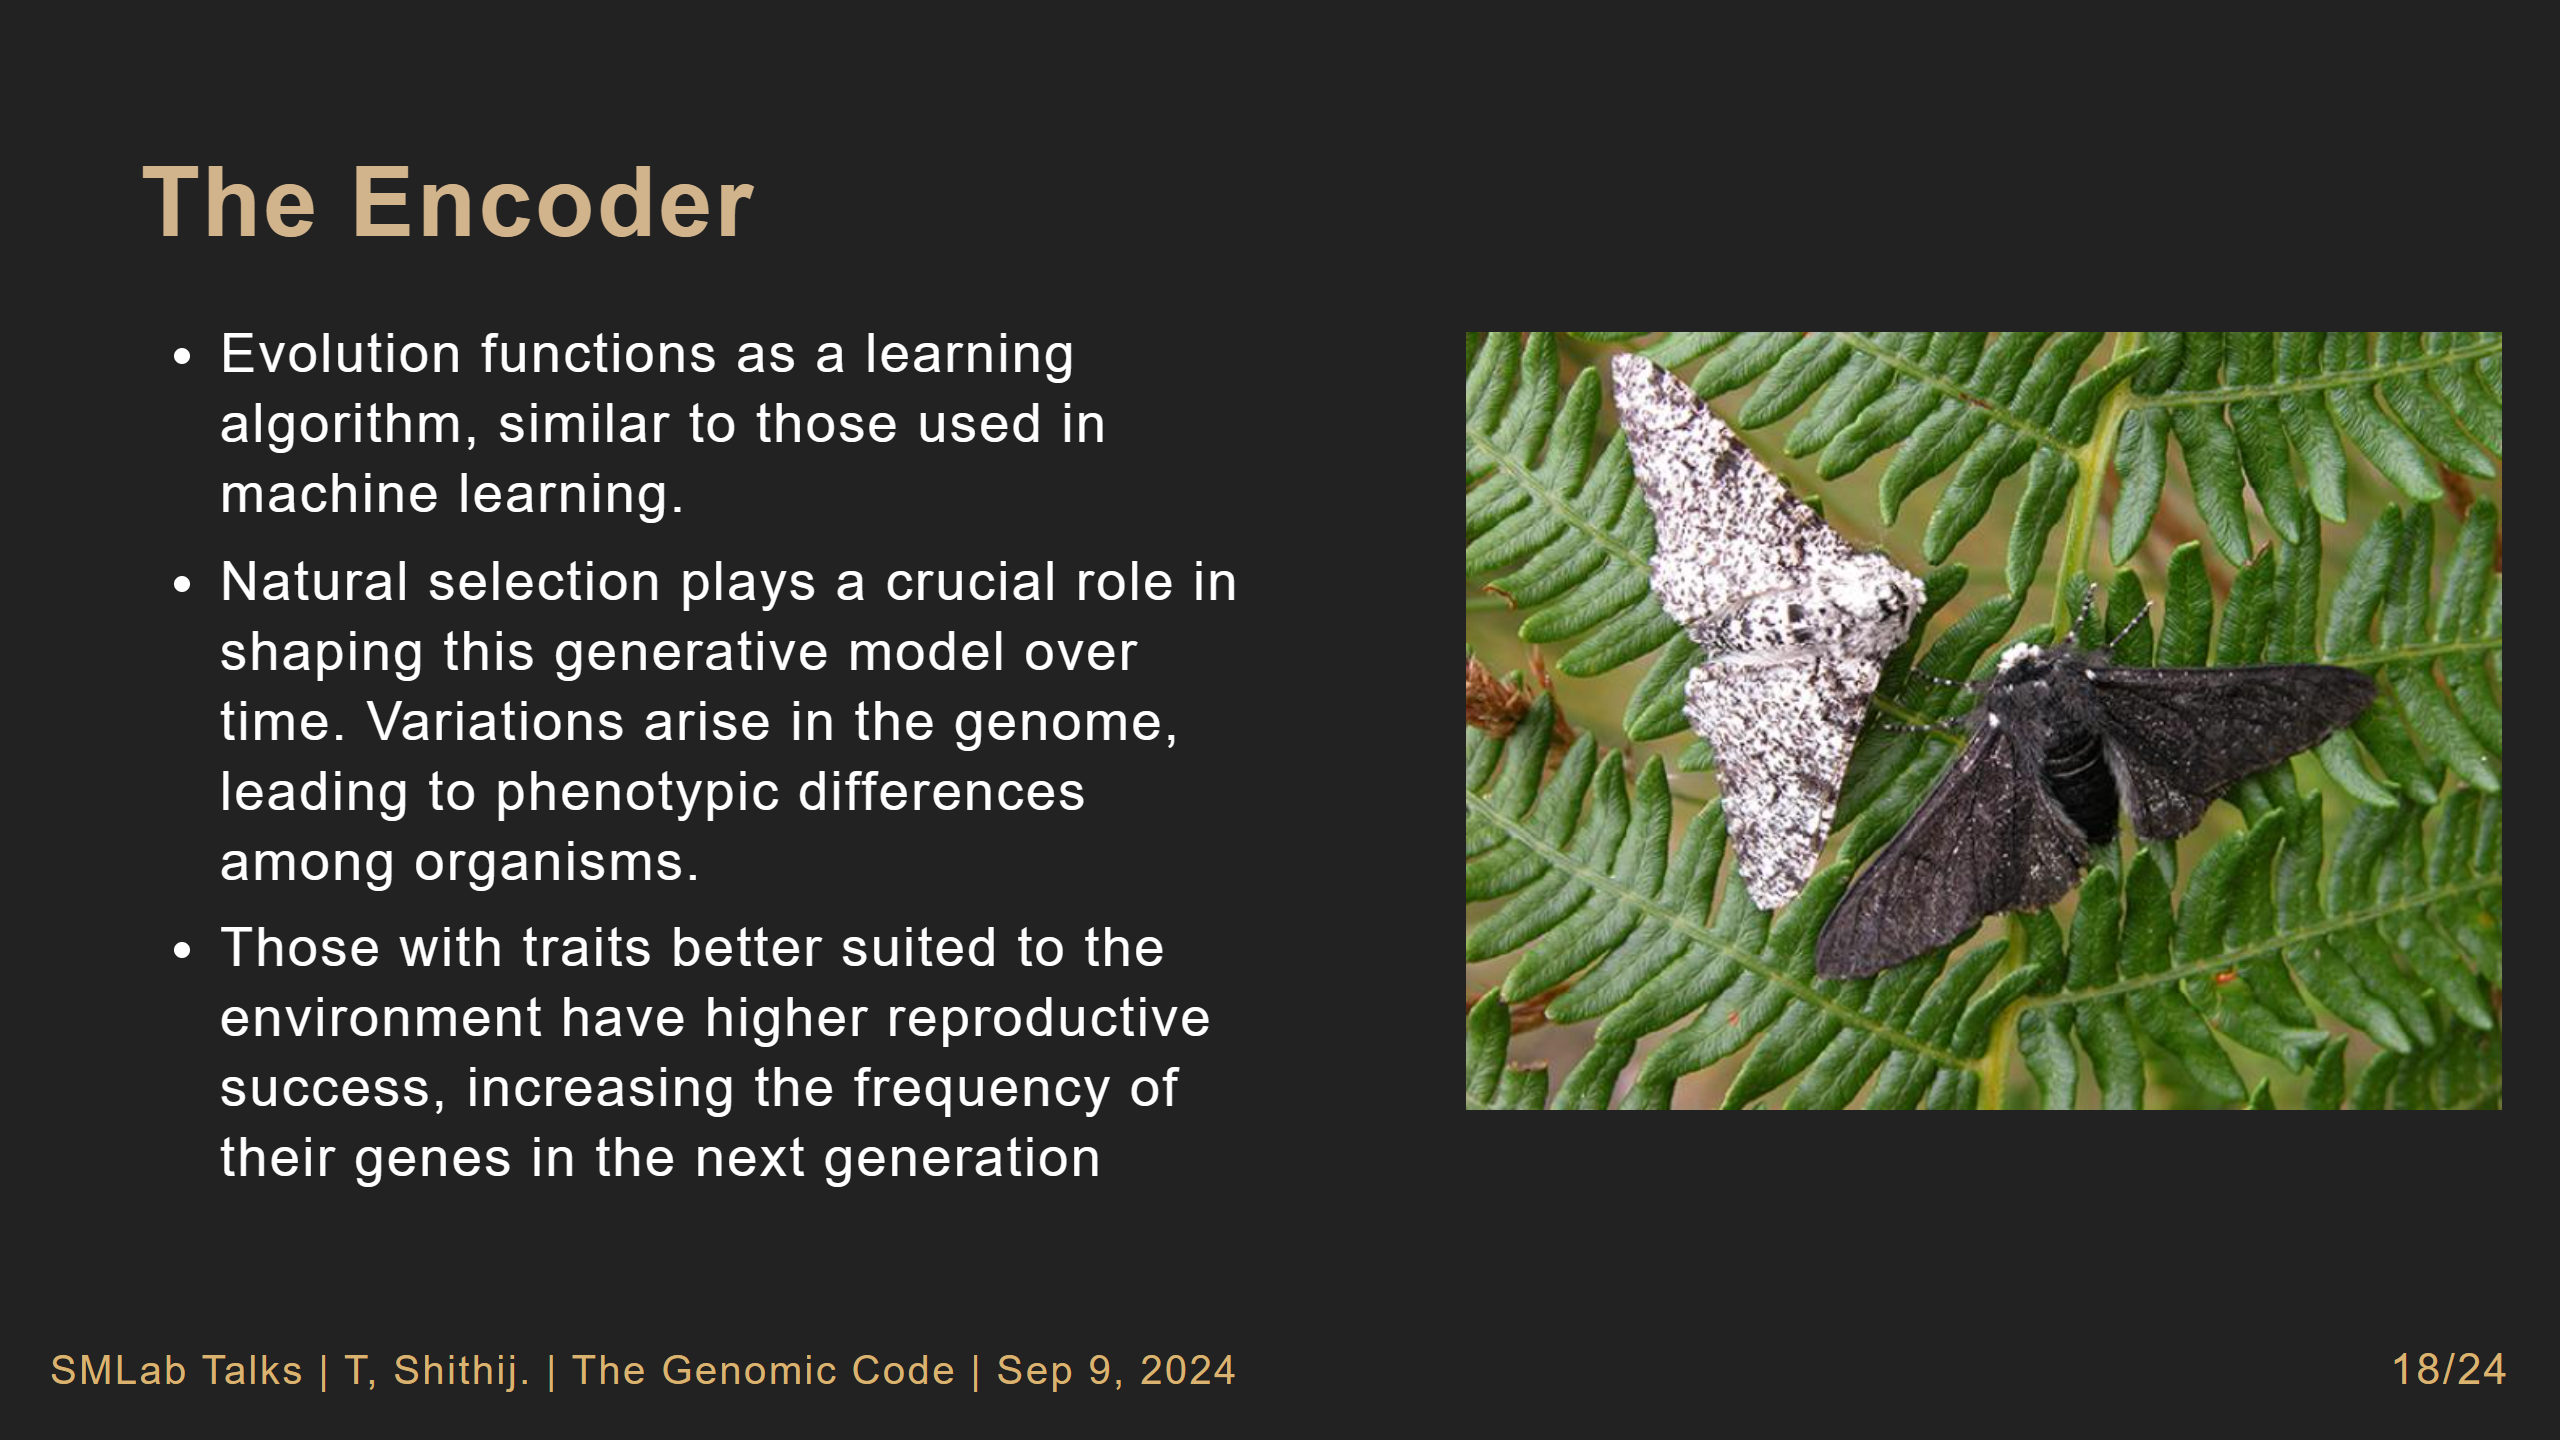 The Encoder
• Evolution functions as a learning
algorithm, similar to those used in
machine learning.
• Natural selection plays a crucial role in
shaping this generative model over
time. Variations arise in the genome,
leading to phenotypic differences
among organisms.
• Those with traits better suited to the
environment have higher reproductive
success, increasing the frequency of
their genes in the next generation
SMLab Talks | T, Shithij. | The Genomic Code | Sep 9, 2024
18/24